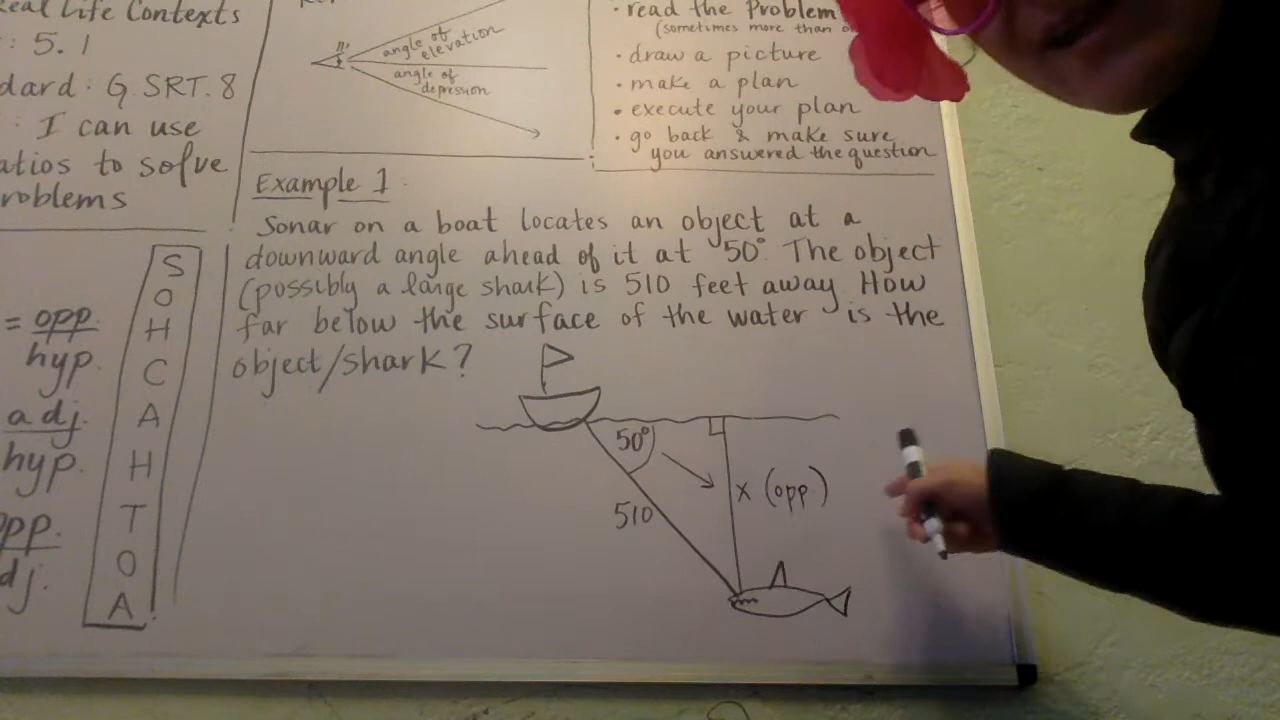 Real Life Contexts
: 5.1
dard: G.SRT.8
: I can use
atios to solve
roblems
angle of
elevation
angle of
depression
• read the Problem
(sometimes more than
• draw a picture
• make a plan
• execute your plan
• go back & make sure
you answered the question
Example 1:
Sonar on a boat locates an object at a
downward angle ahead of it at 50°. The object
(possibly a large shark) is 510 feet away. How
far below the surface of the water is the
object/shark?
= opp.
hyp.
adj.
hyp.
opp.
dj.
S
O
H
C
A
H
T
O
A
50°
x (opp.)
510